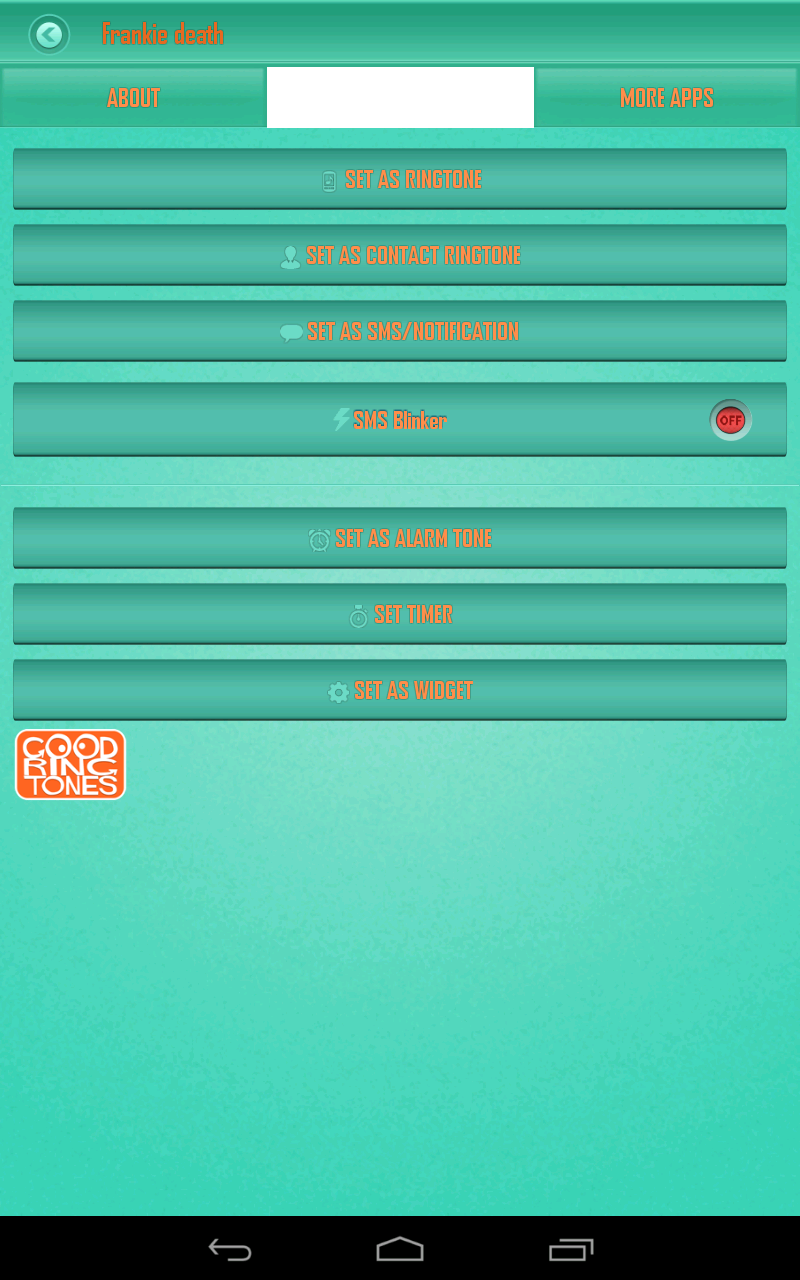 Frankie death
ABOUT
MORE APPS
SET AS RINGTONE
SET AS CONTACT RINGTONE
SET AS SMS/NOTIFICATION
SMS Blinker
OFF
SET AS ALARM TONE
SET TIMER
SET AS WIDGET
GOOD
RING
TONES